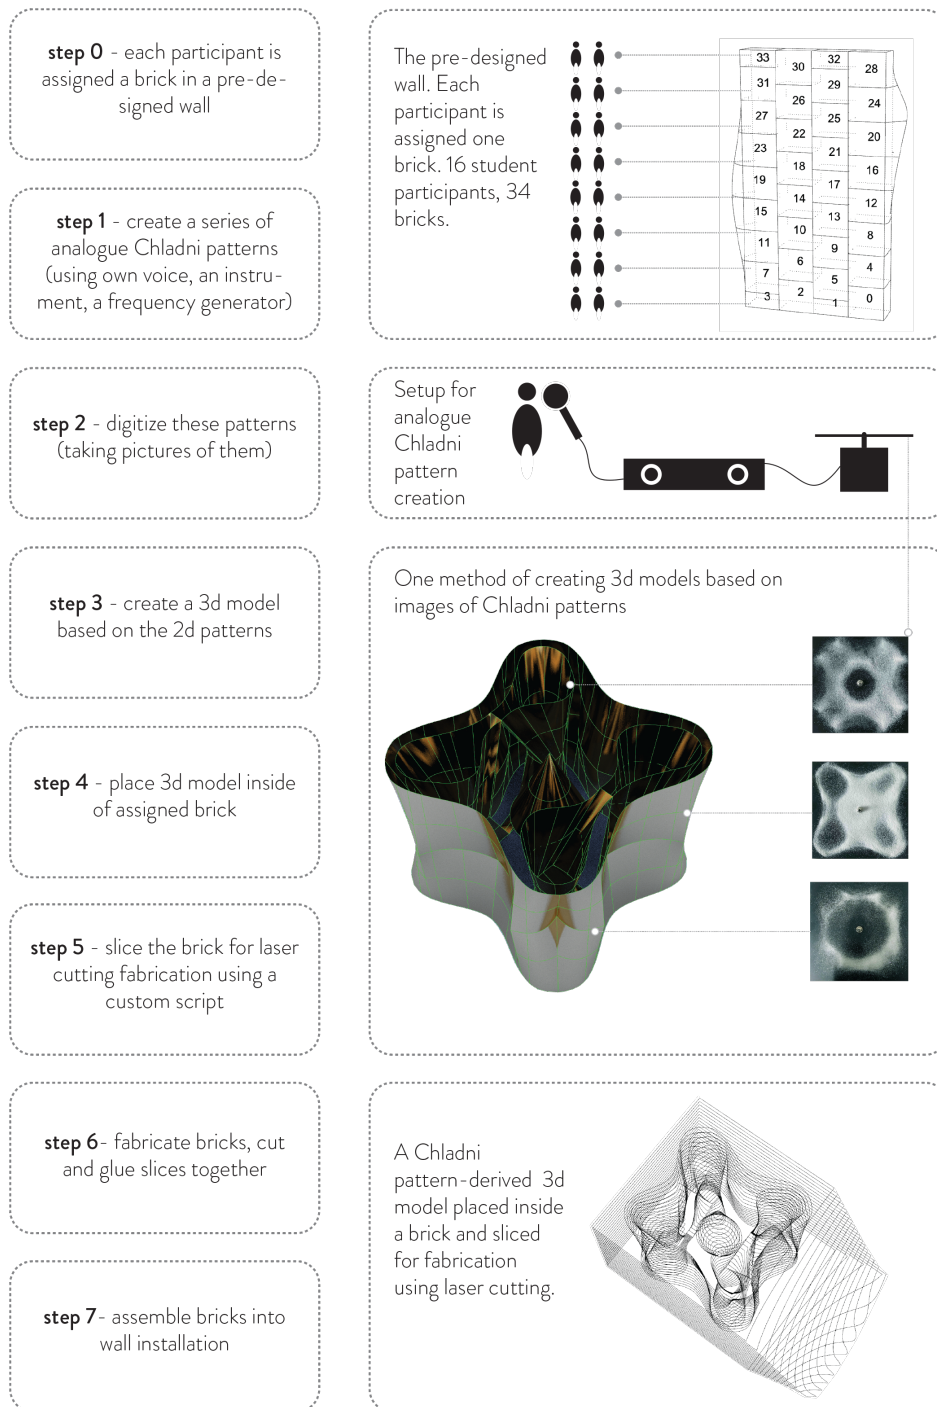 step 0 - each participant is
assigned a brick in a pre-de-
signed wall
step 1 - create a series of
analogue Chladni patterns
(using own voice, an instru-
ment, a frequency generator)
step 2 - digitize these patterns
(taking pictures of them)
step 3 - create a 3d model
based on the 2d patterns
step 4 - place 3d model inside
of assigned brick
step 5 - slice the brick for laser
cutting fabrication using a
custom script
step 6- fabricate bricks, cut
and glue slices together
step 7- assemble bricks into
wall installation
The pre-designed
wall. Each
participant is
assigned one
brick. 16 student
participants, 34
bricks.
33 30 32 28
31 26 29 24
27 22 25 20
23 18 21 16
19 14 17 12
15 10 13 8
11 6 9 4
7 2 5 0
3 1
Setup for
analogue
Chladni
pattern
creation
One method of creating 3d models based on
images of Chladni patterns
A Chladni
pattern-derived 3d
model placed inside
a brick and sliced
for fabrication
using laser cutting.